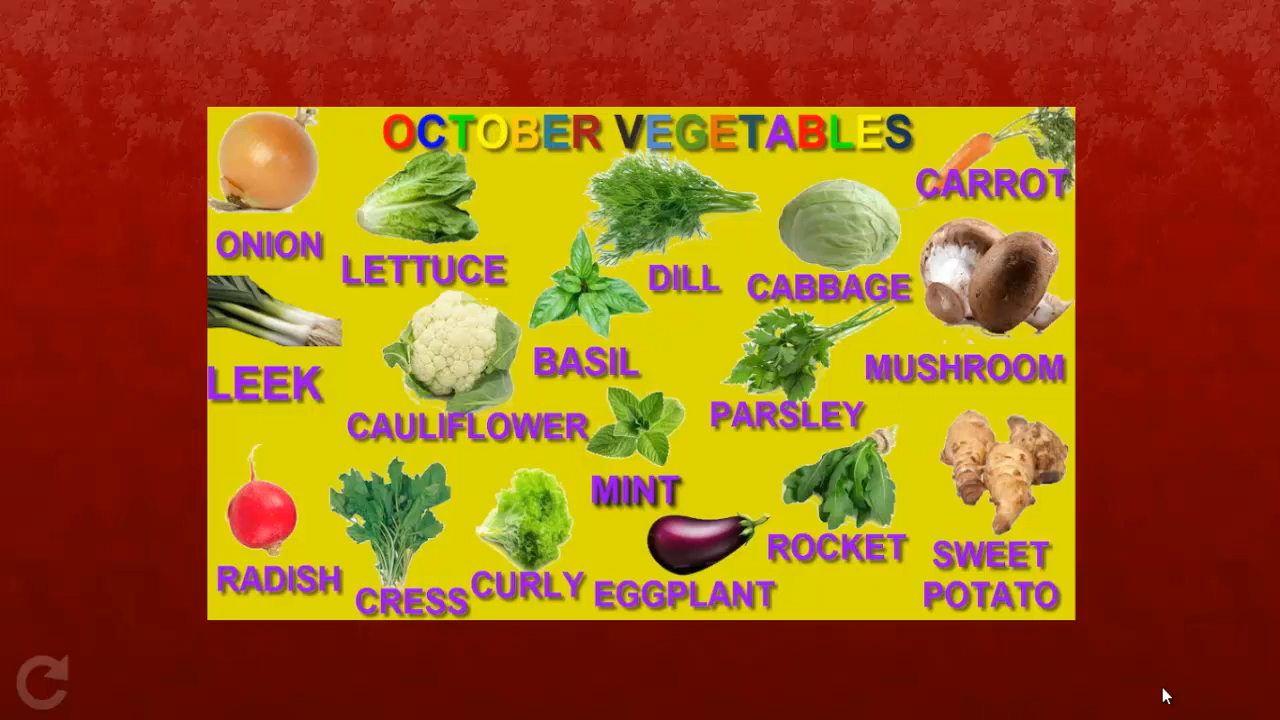 OCTOBER VEGETABLES
CARROT
ONION
LETTUCE
DILL
CABBAGE
BASIL
MUSHROOM
LEEK
CAULIFLOWER
PARSLEY
MINT
ROCKET
SWEET
POTATO
RADISH
CRESS
CURLY
EGGPLANT